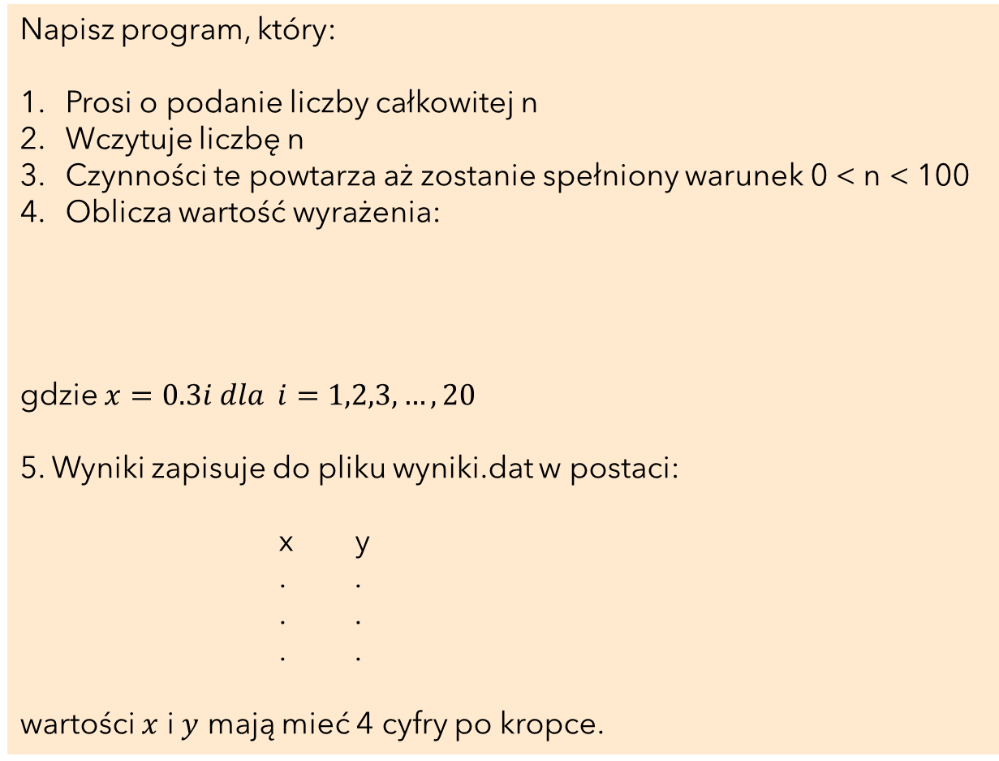 Napisz program, który:
1. Prosi o podanie liczby całkowitej n
2. Wczytuje liczbę n
3. Czynności te powtarza aż zostanie spełniony warunek 0 < n < 100
4. Oblicza wartość wyrażenia:
gdzie x = 0.3i dla i = 1,2,3, … , 20
5. Wyniki zapisuje do pliku wyniki.dat w postaci:
x y
. .
. .
. .
wartości x i y mają mieć 4 cyfry po kropce.